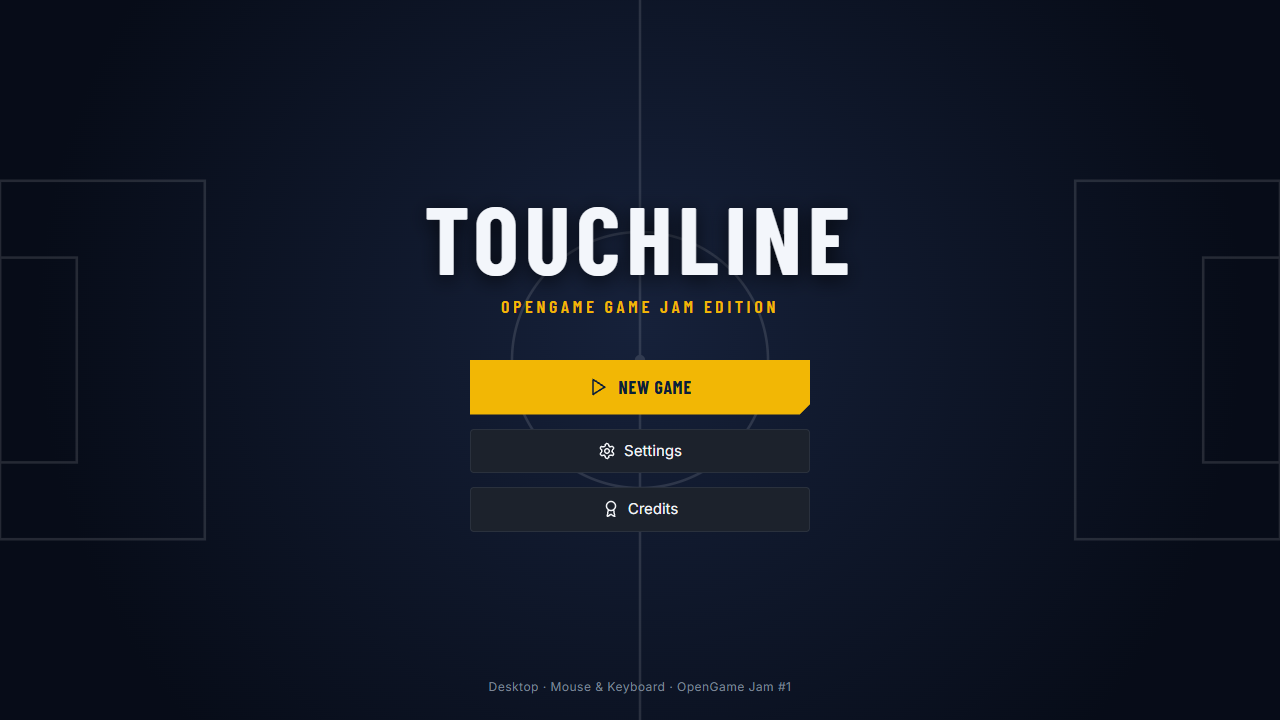 TOUCHLINE
OPENGAME GAME JAM EDITION
NEW GAME
Settings
Credits
Desktop · Mouse & Keyboard · OpenGame Jam #1